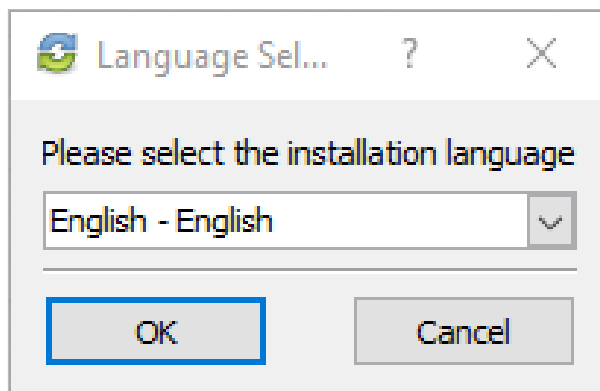 Language Sel... ?
Please select the installation language
English - English
OK Cancel